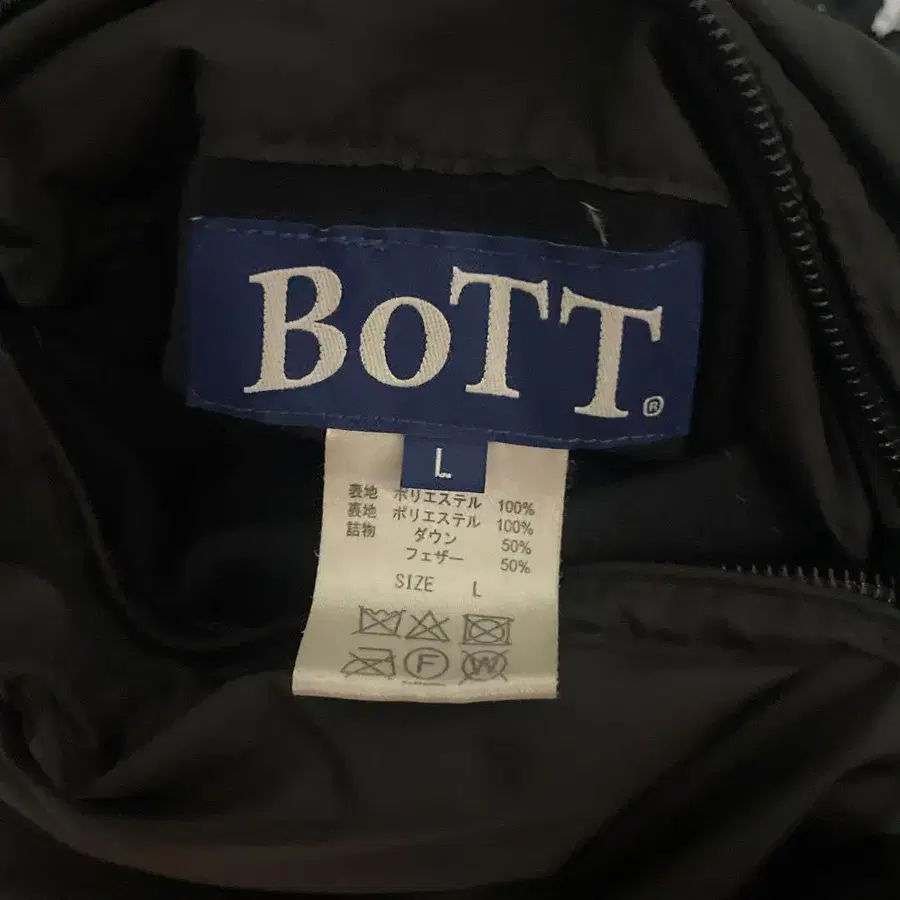 BoTT®
L
表地 ポリエステル 100%
裏地 ポリエステル 100%
詰物 ダウン 50%
フェザー 50%
SIZE L
F W